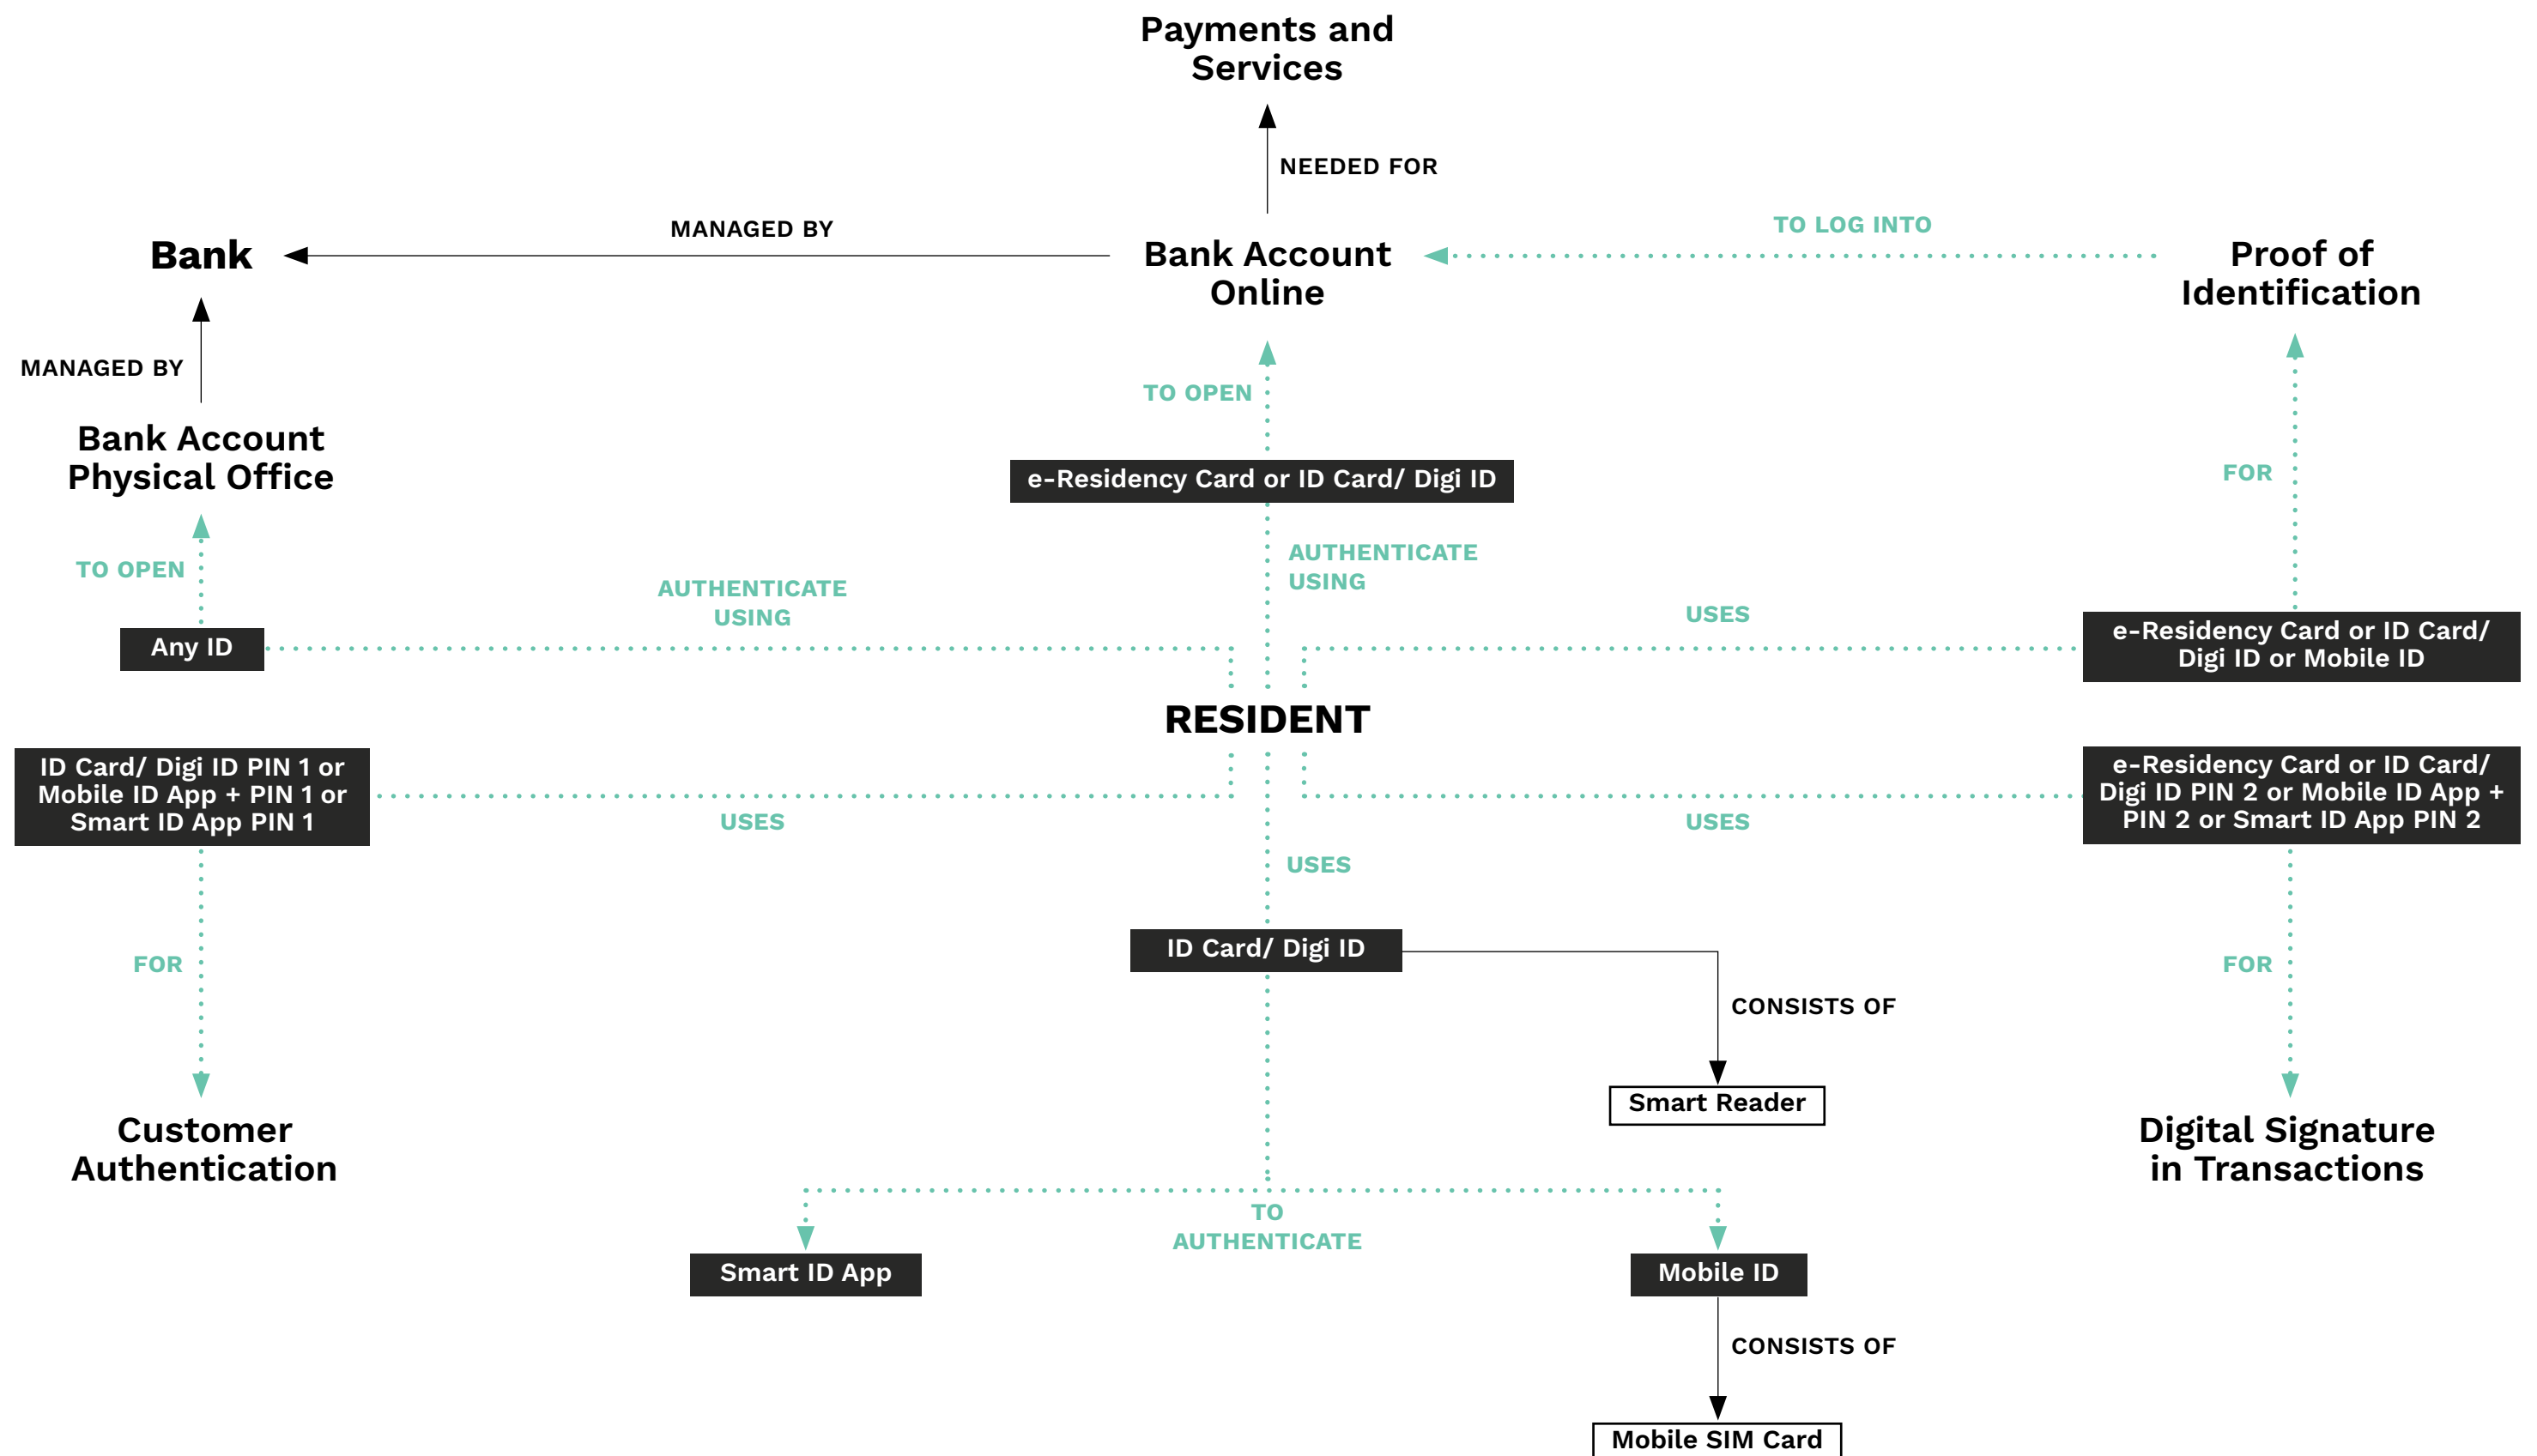 Payments and
Services
NEEDED FOR
MANAGED BY
TO LOG INTO
Bank
Bank Account
Online
Proof of
Identification
MANAGED BY
TO OPEN
Bank Account
Physical Office
e-Residency Card or ID Card/ Digi ID
FOR
TO OPEN
AUTHENTICATE
USING
AUTHENTICATE
USING
USES
Any ID
e-Residency Card or ID Card/
Digi ID or Mobile ID
RESIDENT
ID Card/ Digi ID PIN 1 or
Mobile ID App + PIN 1 or
Smart ID App PIN 1
e-Residency Card or ID Card/
Digi ID PIN 2 or Mobile ID App +
PIN 2 or Smart ID App PIN 2
USES
USES
USES
ID Card/ Digi ID
FOR
FOR
CONSISTS OF
Smart Reader
Customer
Authentication
Digital Signature
in Transactions
TO
AUTHENTICATE
Smart ID App
Mobile ID
CONSISTS OF
Mobile SIM Card